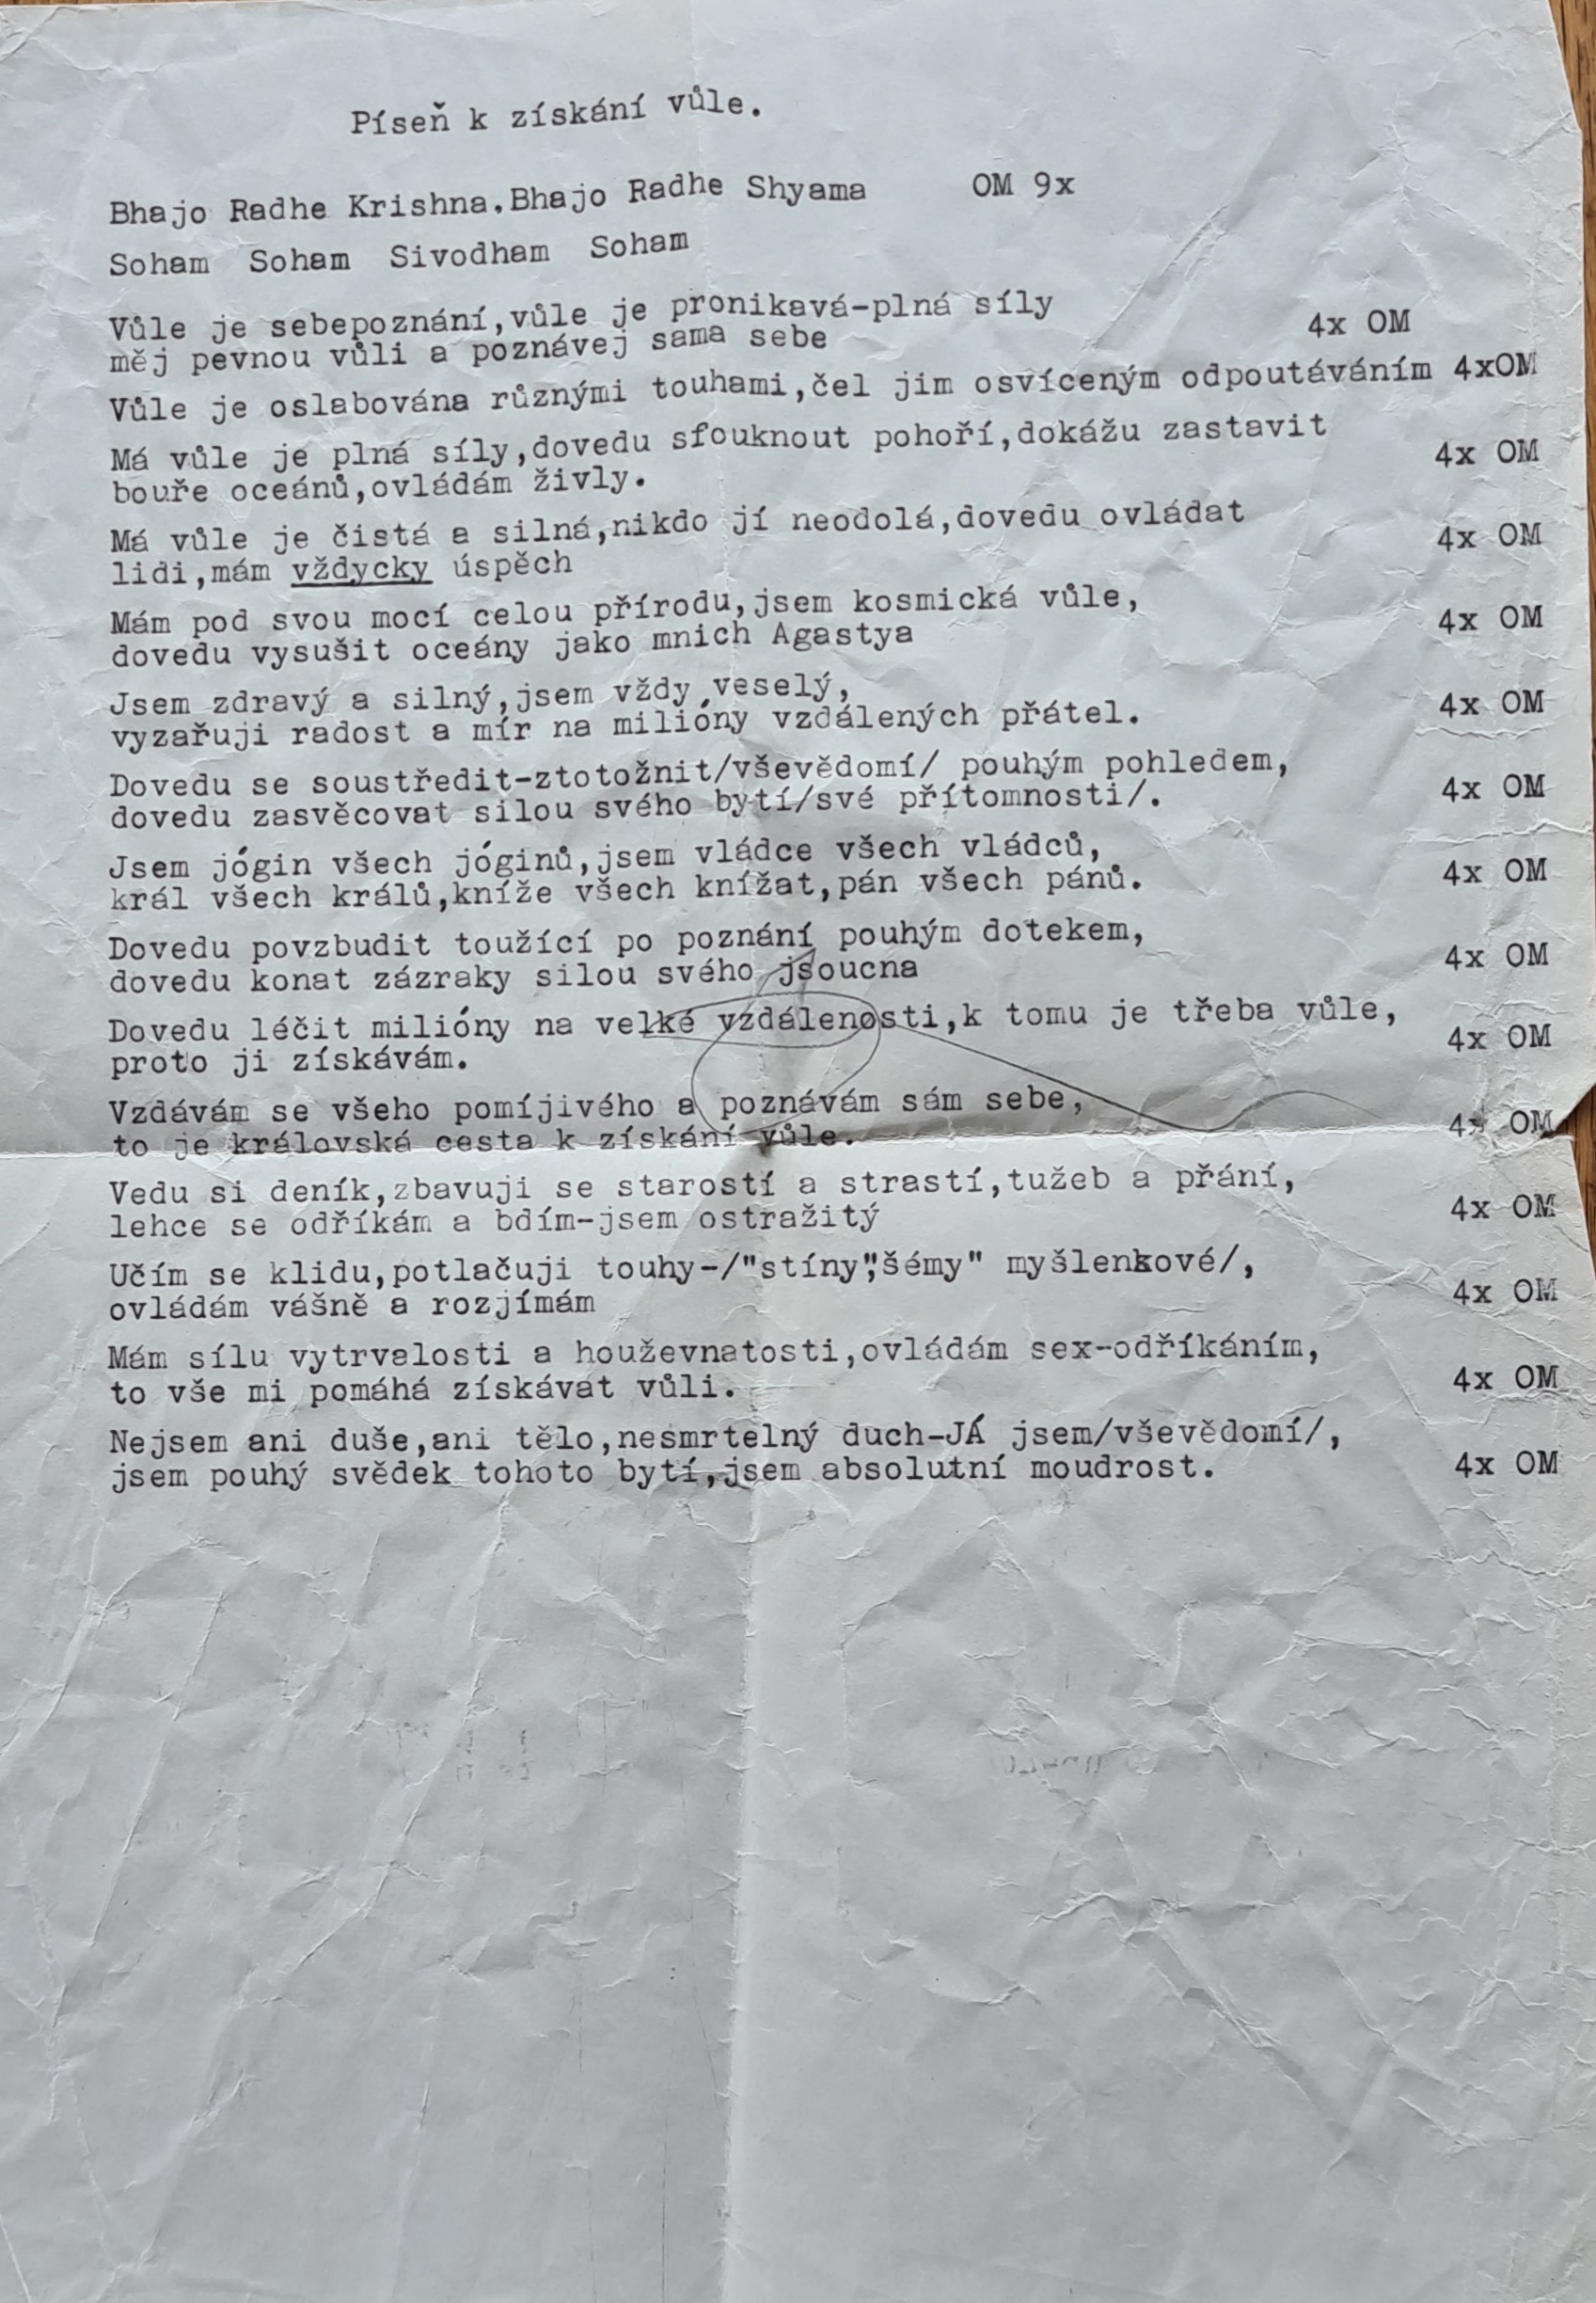 Píseň k získání vůle.
Bhajo Radhe Krishna.Bhajo Radhe Shyama OM 9x
Soham Soham Sivodham Soham
Vůle je sebepoznání,vůle je pronikavá-plná síly
měj pevnou vůli a poznávej sama sebe 4x OM
Vůle je oslabována různými touhami,čel jim osvíceným odpoutáváním 4xOM
Má vůle je plná síly,dovedu sfouknout pohoří,dokážu zastavit
bouře oceánů,ovládám živly. 4x OM
Má vůle je čistá a silná,nikdo jí neodolá,dovedu ovládat
lidi,mám vždycky úspěch 4x OM
Mám pod svou mocí celou přírodu,jsem kosmická vůle,
dovedu vysušit oceány jako mnich Agastya 4x OM
Jsem zdravý a silný,jsem vždy veselý,
vyzařuji radost a mír na milióny vzdálených přátel. 4x OM
Dovedu se soustředit-ztotožnit/vševědomí/ pouhým pohledem,
dovedu zasvěcovat silou svého bytí/své přítomnosti/. 4x OM
Jsem jógin všech jóginů,jsem vládce všech vládců,
král všech králů,kníže všech knížat,pán všech pánů. 4x OM
Dovedu povzbudit toužící po poznání pouhým dotekem,
dovedu konat zázraky silou svého jsoucna 4x OM
Dovedu léčit milióny na velké vzdálenosti,k tomu je třeba vůle,
proto ji získávám. 4x OM
Vzdávám se všeho pomíjivého a poznávám sám sebe,
to je královská cesta k získání vůle. 4x OM
Vedu si deník,zbavuji se starostí a strastí,tužeb a přání,
lehce se odříkám a bdím-jsem ostražitý 4x OM
Učím se klidu,potlačuji touhy-/"stíny","šémy" myšlenkové/,
ovládám vášně a rozjímám 4x OM
Mám sílu vytrvalosti a houževnatosti,ovládám sex-odříkáním,
to vše mi pomáhá získávat vůli. 4x OM
Nejsem ani duše,ani tělo,nesmrtelný duch-JÁ jsem/vševědomí/,
jsem pouhý svědek tohoto bytí,jsem absolutní moudrost. 4x OM